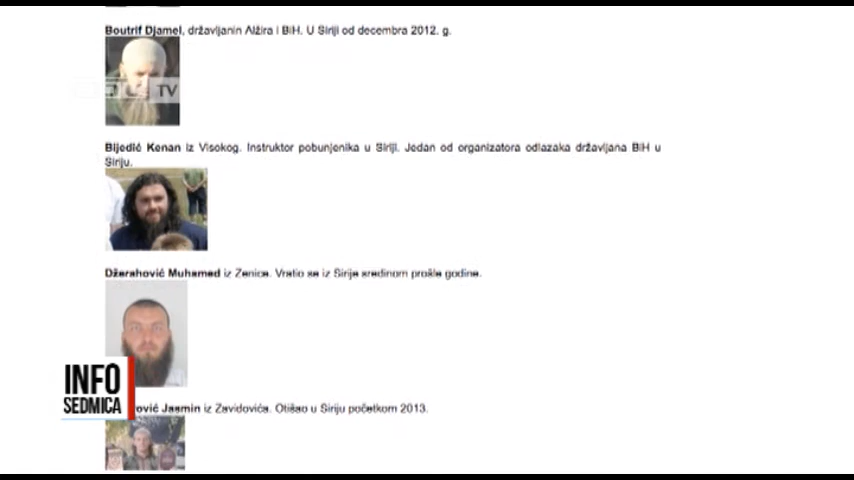 Boutrif Djamel, državljanin Alžira i BiH. U Siriji od decembra 2012. g.
TV
Bijedić Kenan iz Visokog. Instruktor pobunjenika u Siriji. Jedan od organizatora odlazaka državljana BiH u
Siriju.
Džerahović Muhamed iz Zenice. Vratio se iz Sirije sredinom prošle godine.
INFO
SEDMICA
Jasmin iz Zavidovića. Otišao u Siriju početkom 2013.